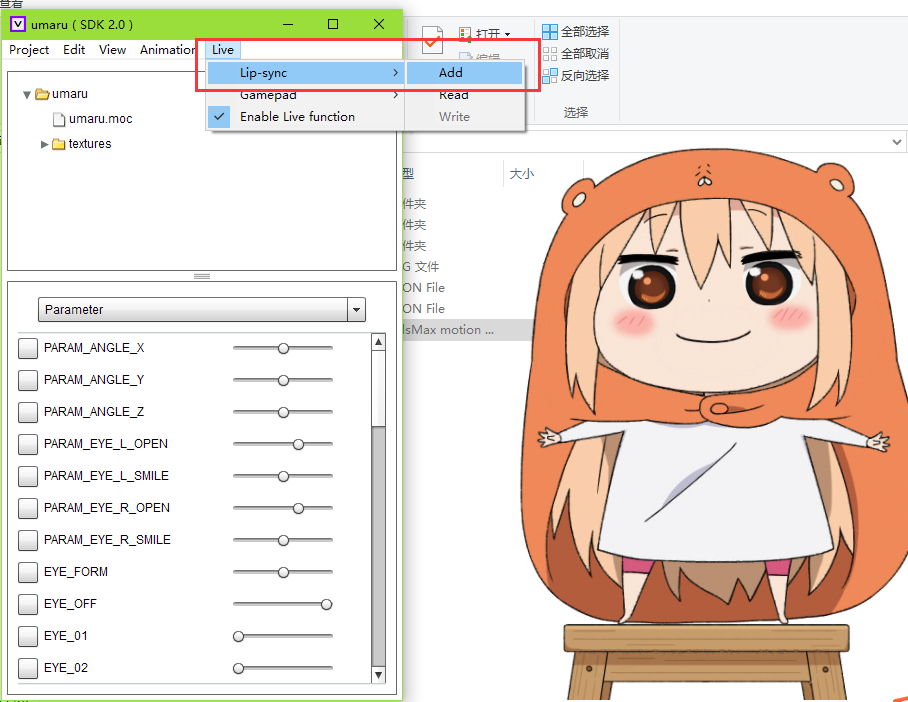 查看
umaru ( SDK 2.0 )
Project Edit View Animation Live
Lip-sync
Gamepad
Enable Live function
Add
Read
Write
umaru
umaru.moc
textures
打开
编辑
全部选择
全部取消
反向选择
选择
型
大小
件夹
件夹
件夹
G 文件
ON File
ON File
dsMax motion ...
Parameter
PARAM_ANGLE_X
PARAM_ANGLE_Y
PARAM_ANGLE_Z
PARAM_EYE_L_OPEN
PARAM_EYE_L_SMILE
PARAM_EYE_R_OPEN
PARAM_EYE_R_SMILE
EYE_FORM
EYE_OFF
EYE_01
EYE_02